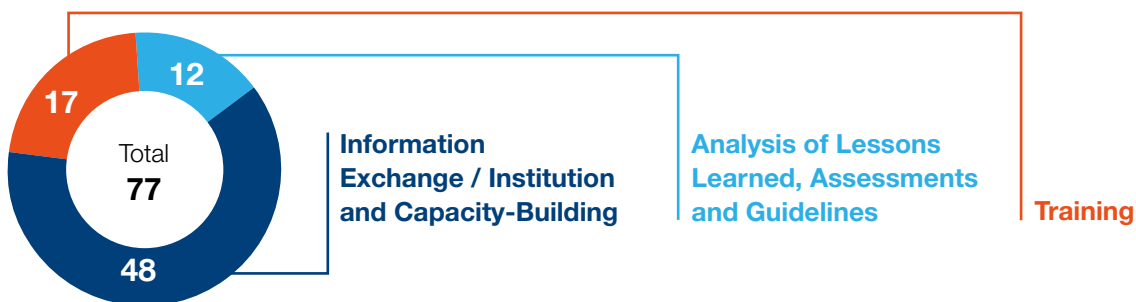 12
17
Total
77
48
Information
Exchange / Institution
and Capacity-Building
Analysis of Lessons
Learned, Assessments
and Guidelines
Training